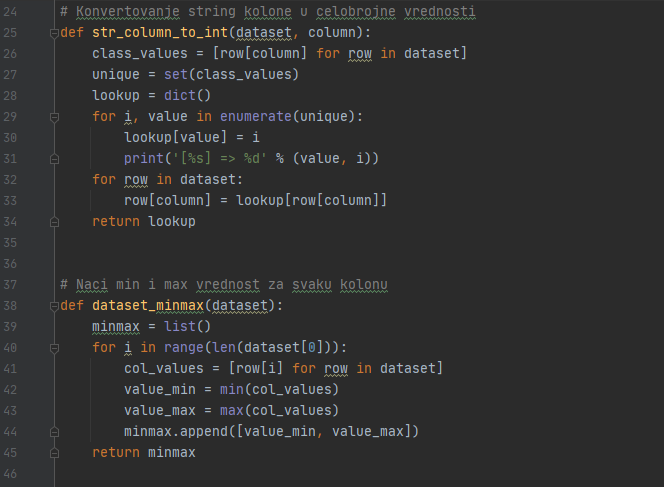 24 # Konvertovanje string kolone u celobrojne vrednosti
25 def str_column_to_int(dataset, column):
26     class_values = [row[column] for row in dataset]
27     unique = set(class_values)
28     lookup = dict()
29     for i, value in enumerate(unique):
30         lookup[value] = i
31         print('[%s] => %d' % (value, i))
32     for row in dataset:
33         row[column] = lookup[row[column]]
34     return lookup
35
36
37 # Naci min i max vrednost za svaku kolonu
38 def dataset_minmax(dataset):
39     minmax = list()
40     for i in range(len(dataset[0])):
41         col_values = [row[i] for row in dataset]
42         value_min = min(col_values)
43         value_max = max(col_values)
44         minmax.append([value_min, value_max])
45     return minmax
46